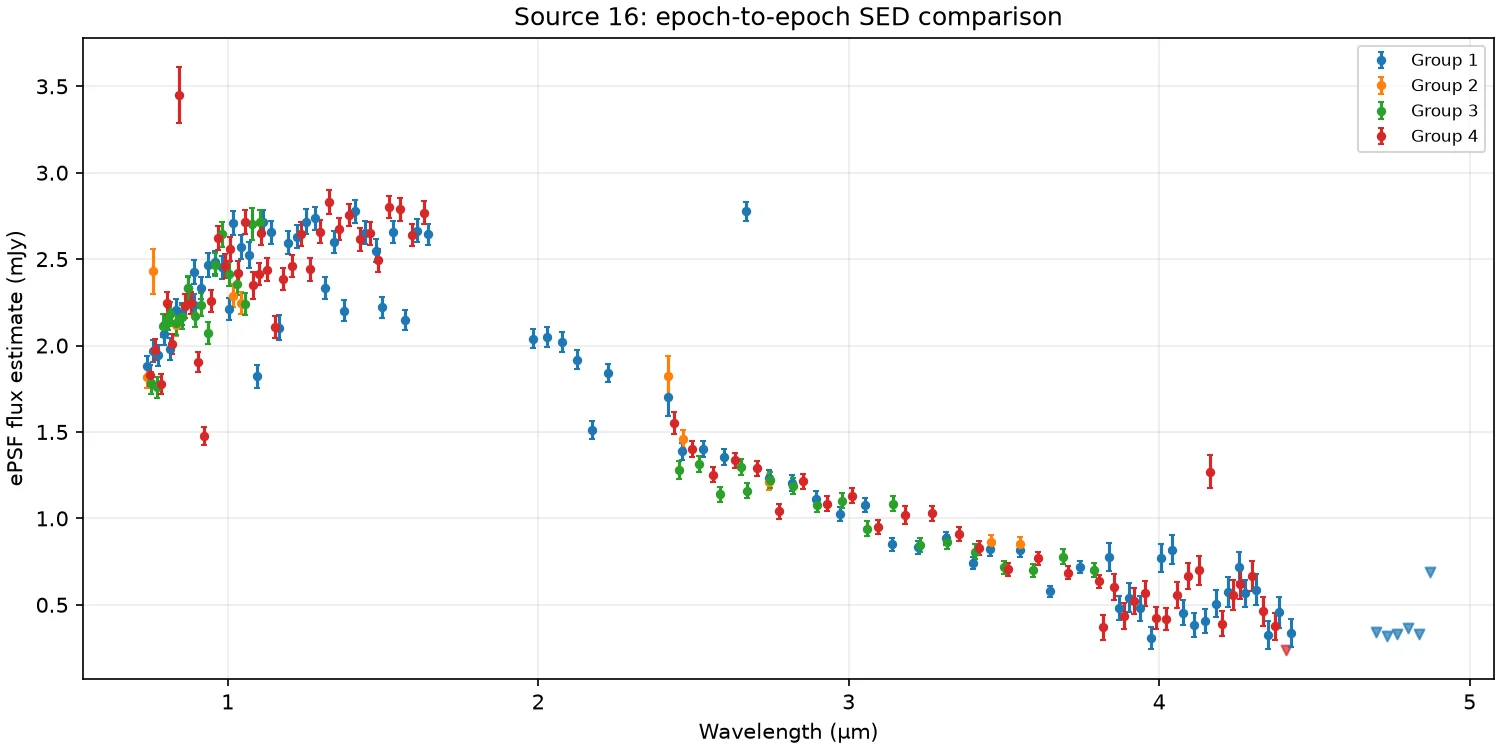 Source 16: epoch-to-epoch SED comparison
Group 1
Group 2
Group 3
Group 4
ePSF flux estimate (mJy)
3.5
3.0
2.5
2.0
1.5
1.0
0.5
1 2 3 4 5
Wavelength (μm)